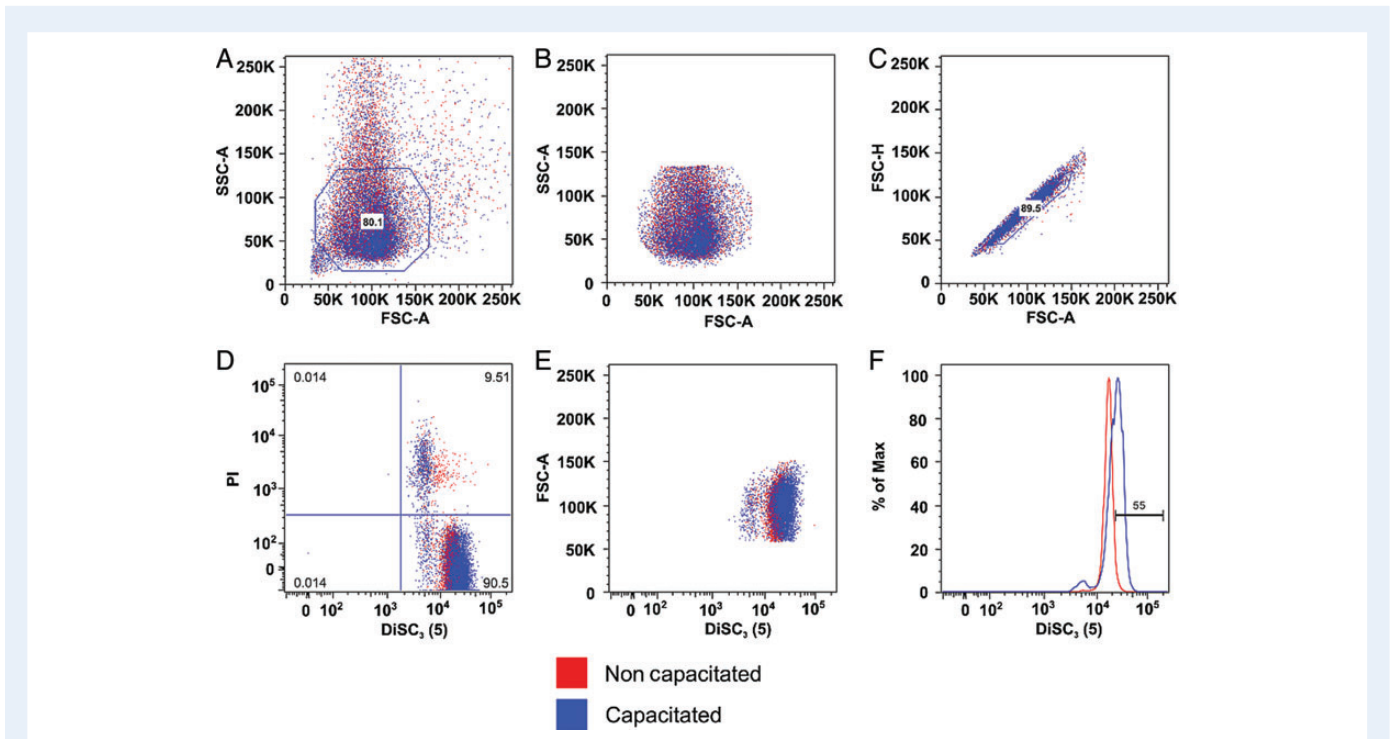 A
SSC-A
250K
200K
150K
100K
50K
0
80.1
0 50K 100K 150K 200K 250K
FSC-A
B
SSC-A
250K
200K
150K
100K
50K
0
0 50K 100K 150K 200K 250K
FSC-A
C
FSC-H
250K
200K
150K
100K
50K
0
89.5
0 50K 100K 150K 200K 250K
FSC-A
D
PI
0.014 9.51
10⁵
10⁴
10³
10²
0
0.014 90.5
0 10² 10³ 10⁴ 10⁵
DiSC₃ (5)
E
FSC-A
250K
200K
150K
100K
50K
0
0 10² 10³ 10⁴ 10⁵
DiSC₃ (5)
F
% of Max
100
80
60
40
20
0
55
0 10² 10³ 10⁴ 10⁵
DiSC₃ (5)
Non capacitated
Capacitated